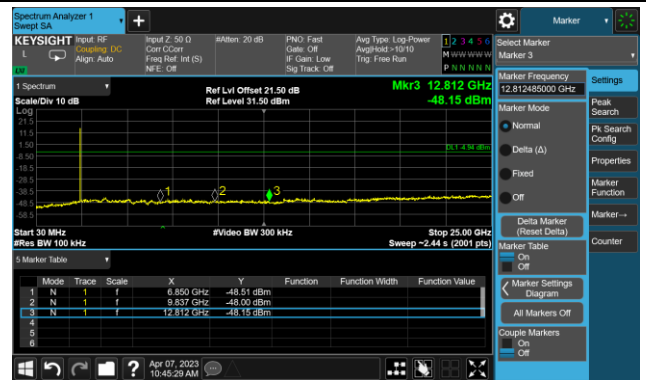 Spectrum Analyzer 1
Swept SA
+
Marker
KEYSIGHT
L
LW
Input: RF
Coupling: DC
Align: Auto
Input Z: 50 Ω
Corr CCorr
Freq Ref: Int (S)
NFE: Off
#Atten: 20 dB
PNO: Fast
Gate: Off
IF Gain: Low
Sig Track: Off
Avg Type: Log-Power
Avg|Hold:>10/10
Trig: Free Run
1 2 3 4 5 6
M W W W W W
P N N N N N
Select Marker
Marker 3
1 Spectrum
Scale/Div 10 dB
Log
Ref Lvl Offset 21.50 dB
Ref Level 31.50 dBm
Mkr3 12.812 GHz
-48.15 dBm
21.5
11.5
1.50
-8.50
-18.5
-28.5
-38.5
-48.5
-58.5
DL1 -4.94 dBm
1
2
3
Start 30 MHz
#Res BW 100 kHz
#Video BW 300 kHz
Stop 25.00 GHz
Sweep ~2.44 s (2001 pts)
5 Marker Table
Mode Trace Scale X Y Function Function Width Function Value
1 N 1 f 6.850 GHz -48.51 dBm
2 N 1 f 9.837 GHz -48.00 dBm
3 N 1 f 12.812 GHz -48.15 dBm
4
5
6
Marker Frequency
12.812485000 GHz
Marker Mode
Normal
Delta (Δ)
Fixed
Off
Delta Marker
(Reset Delta)
Marker Table
On
Off
Marker Settings
Diagram
All Markers Off
Couple Markers
On
Off
Settings
Peak
Search
Pk Search
Config
Properties
Marker
Function
Marker→
Counter
?
Apr 07, 2023
10:45:29 AM